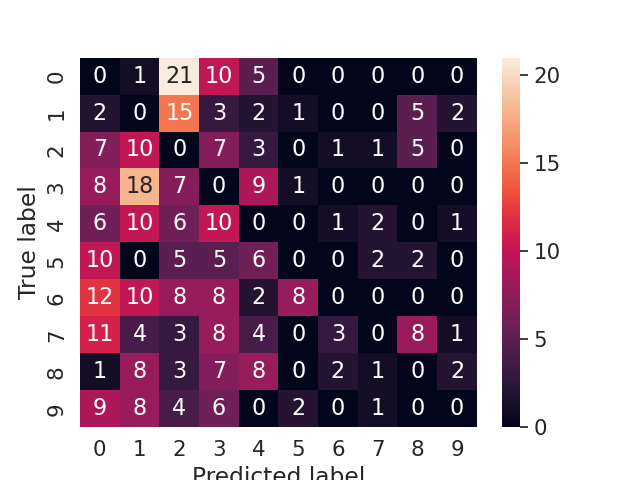 0 0 1 21 10 5 0 0 0 0 0 20
1 2 0 15 3 2 1 0 0 5 2
2 7 10 0 7 3 0 1 1 5 0 15
3 8 18 7 0 9 1 0 0 0 0
4 6 10 6 10 0 0 1 2 0 1 10
5 10 0 5 5 6 0 0 2 2 0
6 12 10 8 8 2 8 0 0 0 0
7 11 4 3 8 4 0 3 0 8 1 5
8 1 8 3 7 8 0 2 1 0 2
9 9 8 4 6 0 2 0 1 0 0 0
True label
0 1 2 3 4 5 6 7 8 9
Predicted label